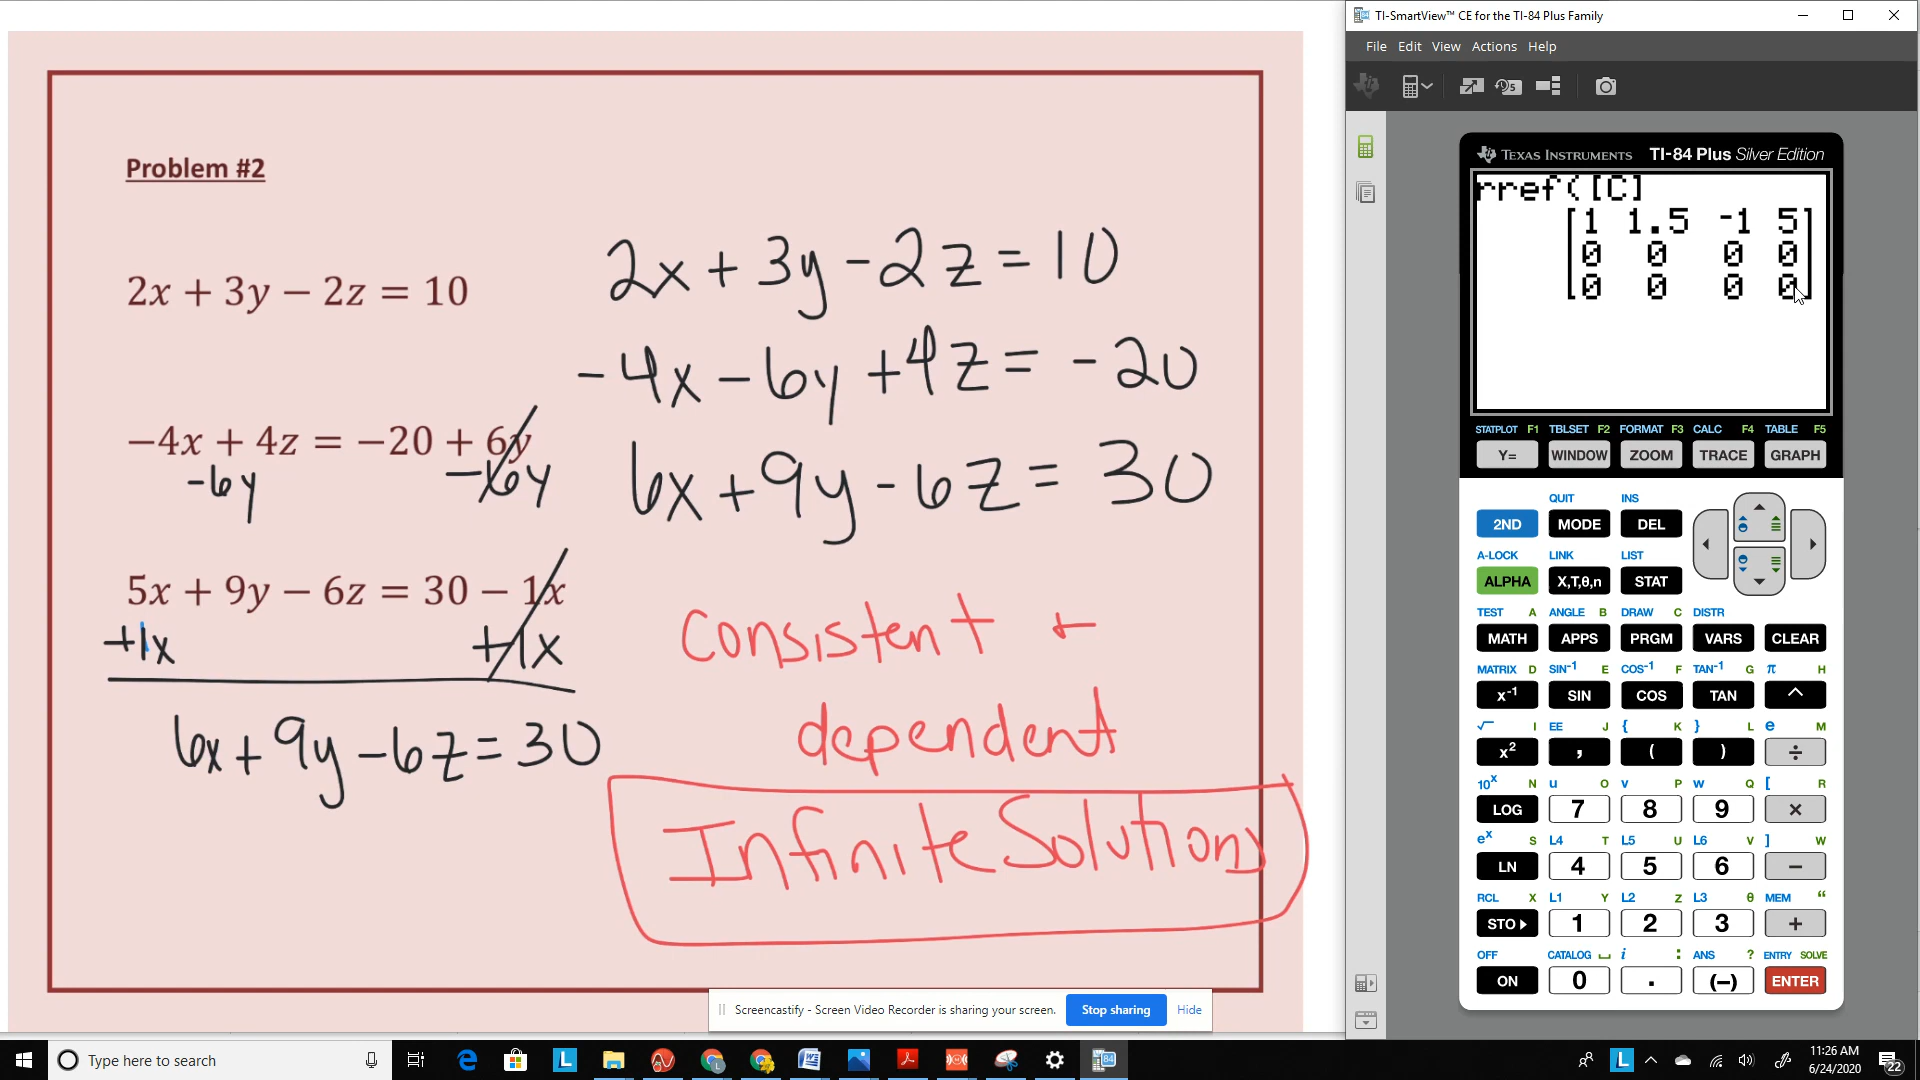 TI-SmartView™ CE for the TI-84 Plus Family
File Edit View Actions Help
Problem #2
2x + 3y − 2z = 10
−4x + 4z = −20 + 6y
-6y -6y
5x + 9y − 6z = 30 − 1x
+1x +1x
6x + 9y - 6z = 30
2x + 3y - 2z = 10
-4x - 6y + 4z = -20
6x + 9y - 6z = 30
Consistent +
dependent
Infinite Solutions
TEXAS INSTRUMENTS TI-84 Plus Silver Edition
rref([C]
[1 1.5 -1 5]
[0 0 0 0]
[0 0 0 0]
STATPLOT F1 TBLSET F2 FORMAT F3 CALC F4 TABLE F5
Y= WINDOW ZOOM TRACE GRAPH
QUIT INS
2ND MODE DEL
A-LOCK LINK LIST
ALPHA X,T,θ,n STAT
TEST A ANGLE B DRAW C DISTR
MATH APPS PRGM VARS CLEAR
MATRIX D SIN⁻¹ E COS⁻¹ F TAN⁻¹ G π H
x⁻¹ SIN COS TAN ^
√ I EE J { K } L e M
x² , ( ) ÷
10ˣ N u O v P w Q [ R
LOG 7 8 9 ×
eˣ S L4 T L5 U L6 V ] W
LN 4 5 6 −
RCL X L1 Y L2 Z L3 θ MEM “
STO▸ 1 2 3 +
OFF CATALOG ⎵ i : ANS ? ENTRY SOLVE
ON 0 . (−) ENTER
Screencastify - Screen Video Recorder is sharing your screen. Stop sharing Hide
Type here to search
11:26 AM
6/24/2020
22